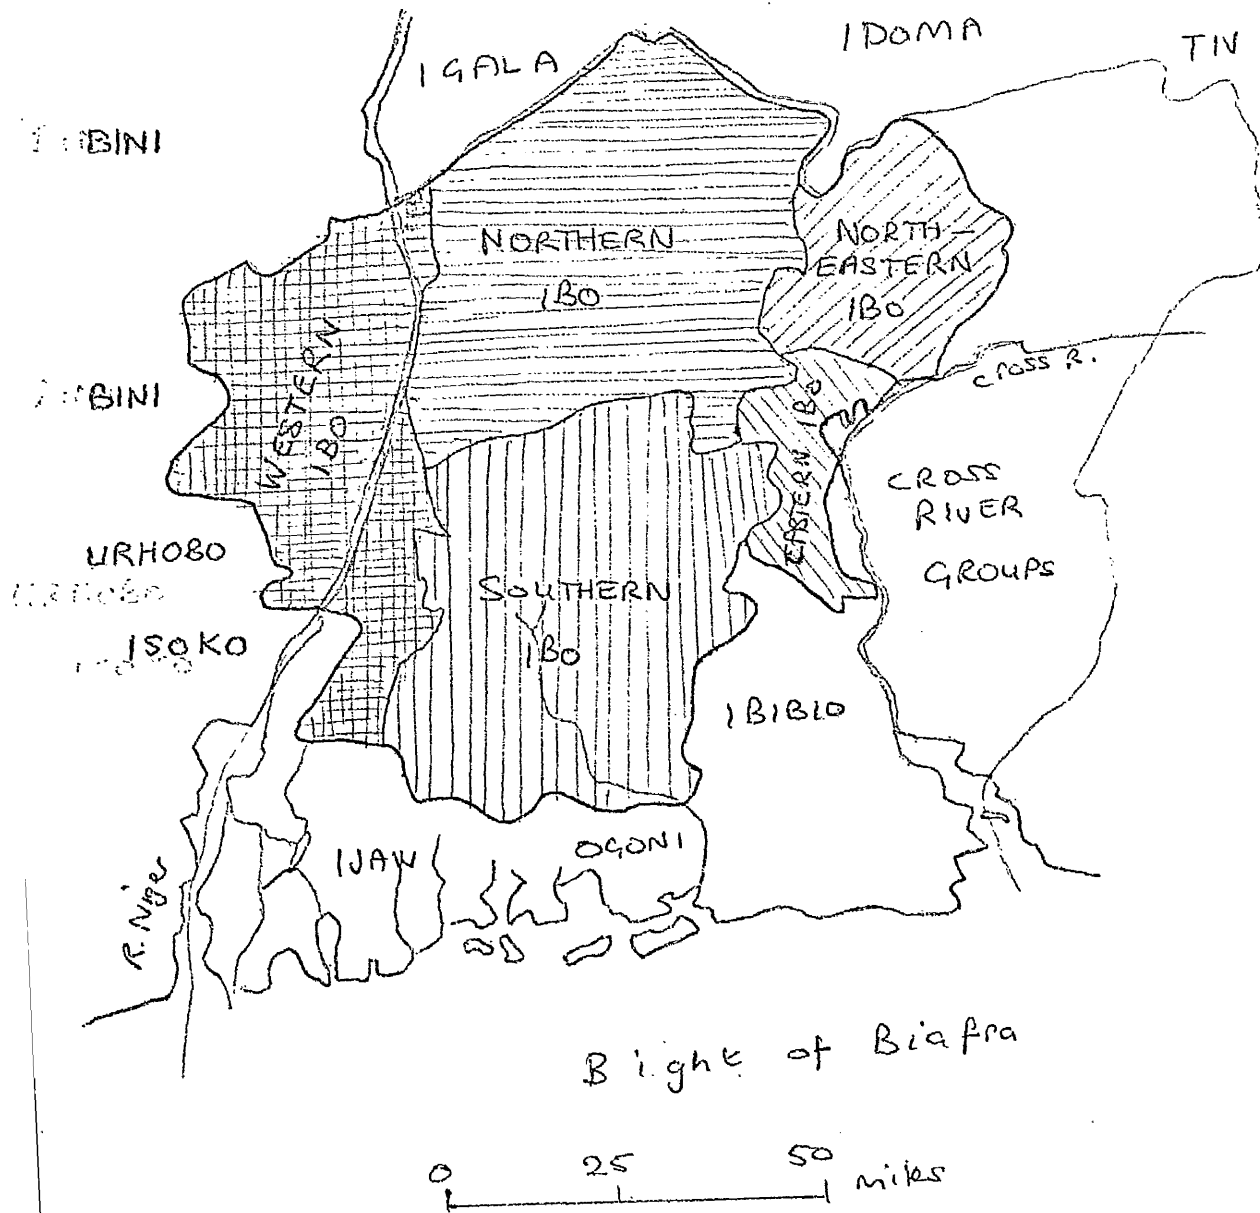 IGALA
IDOMA
TIV
BINI
NORTHERN
IBO
NORTH-
EASTERN
IBO
WESTERN
IBO
BINI
CROSS R.
EASTERN IBO
CROSS
RIVER
GROUPS
URHOBO
URHOBO
ISOKO
SOUTHERN
IBO
IBIBIO
IJAW
OGONI
R. Niger
Bight of Biafra
0 25 50 miles